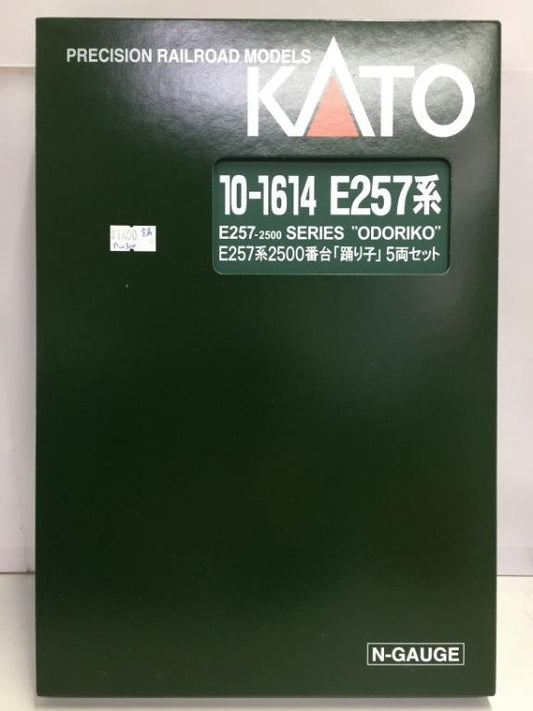 PRECISION RAILROAD MODELS
KATO
10-1614 E257系
E257-2500 SERIES "ODORIKO"
E257系2500番台「踊り子」5両セット
N-GAUGE